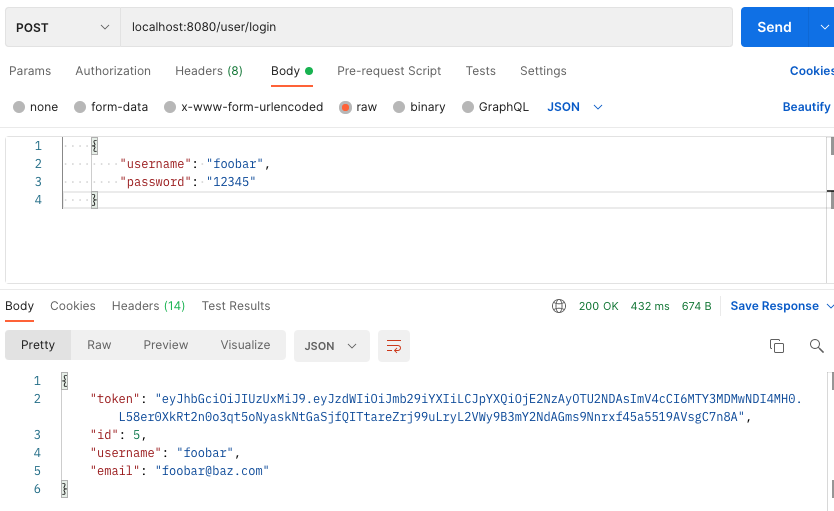 POST localhost:8080/user/login Send
Params Authorization Headers (8) Body Pre-request Script Tests Settings Cookies
none form-data x-www-form-urlencoded raw binary GraphQL JSON Beautify
1 {
2 "username": "foobar",
3 "password": "12345"
4 }
Body Cookies Headers (14) Test Results 200 OK 432 ms 674 B Save Response
Pretty Raw Preview Visualize JSON
1 {
2 "token": "eyJhbGciOiJIUzUxMiJ9.eyJzdWIiOiJmb29iYXIiLCJpYXQiOjE2NzAyOTU2NDAsImV4cCI6MTY3MDMwNDI4MH0.
L58er0XkRt2n0o3qt5oNyaskNtGaSjfQITtareZrj99uLryL2VWy9B3mY2NdAGms9Nnrxf45a5519AVsgC7n8A",
3 "id": 5,
4 "username": "foobar",
5 "email": "foobar@baz.com"
6 }